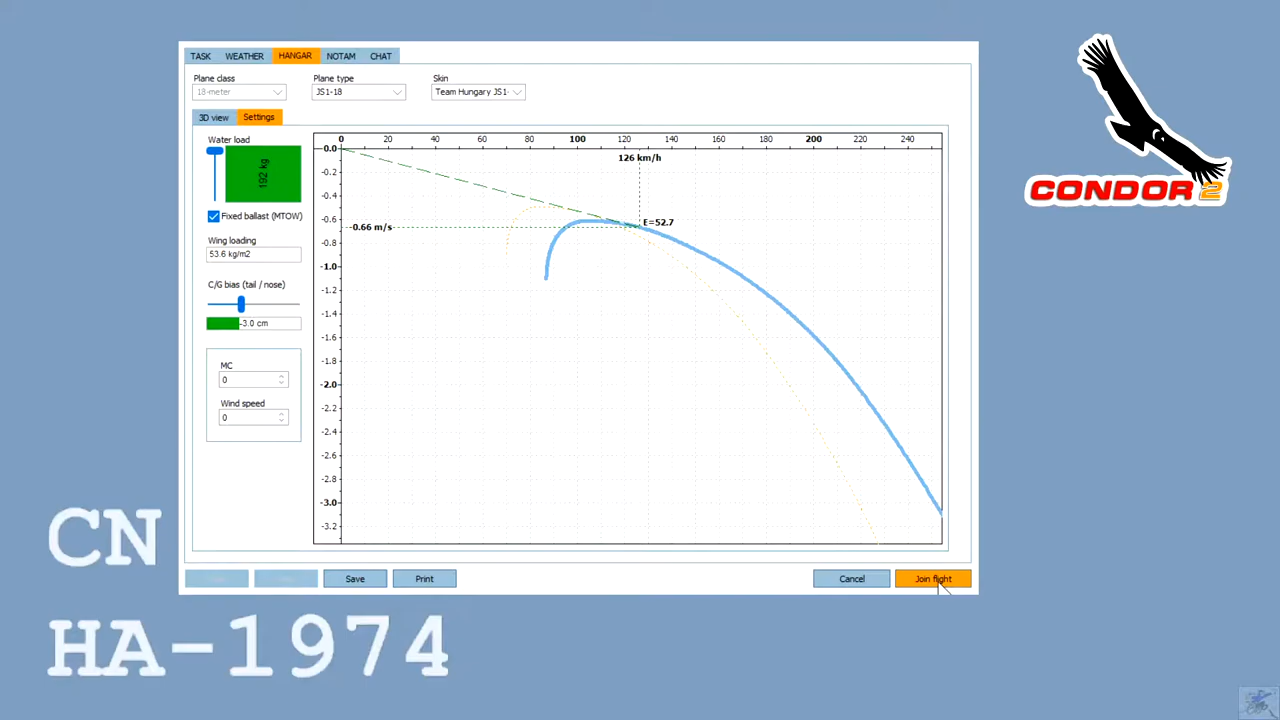 TASK WEATHER HANGAR NOTAM CHAT
Plane class Plane type Skin
18-meter JS1-18 Team Hungary JS1-
3D view Settings
Water load
192 kg
Fixed ballast (MTOW)
Wing loading
53.6 kg/m2
C/G bias (tail / nose)
-3.0 cm
MC
0
Wind speed
0
0 20 40 60 80 100 120 140 160 180 200 220 240
126 km/h
0.0
-0.2
-0.4
-0.6
E=52.7
-0.66 m/s
-0.8
-1.0
-1.2
-1.4
-1.6
-1.8
-2.0
-2.2
-2.4
-2.6
-2.8
-3.0
-3.2
Save Print Cancel Join flight
CONDOR 2
CN
HA-1974